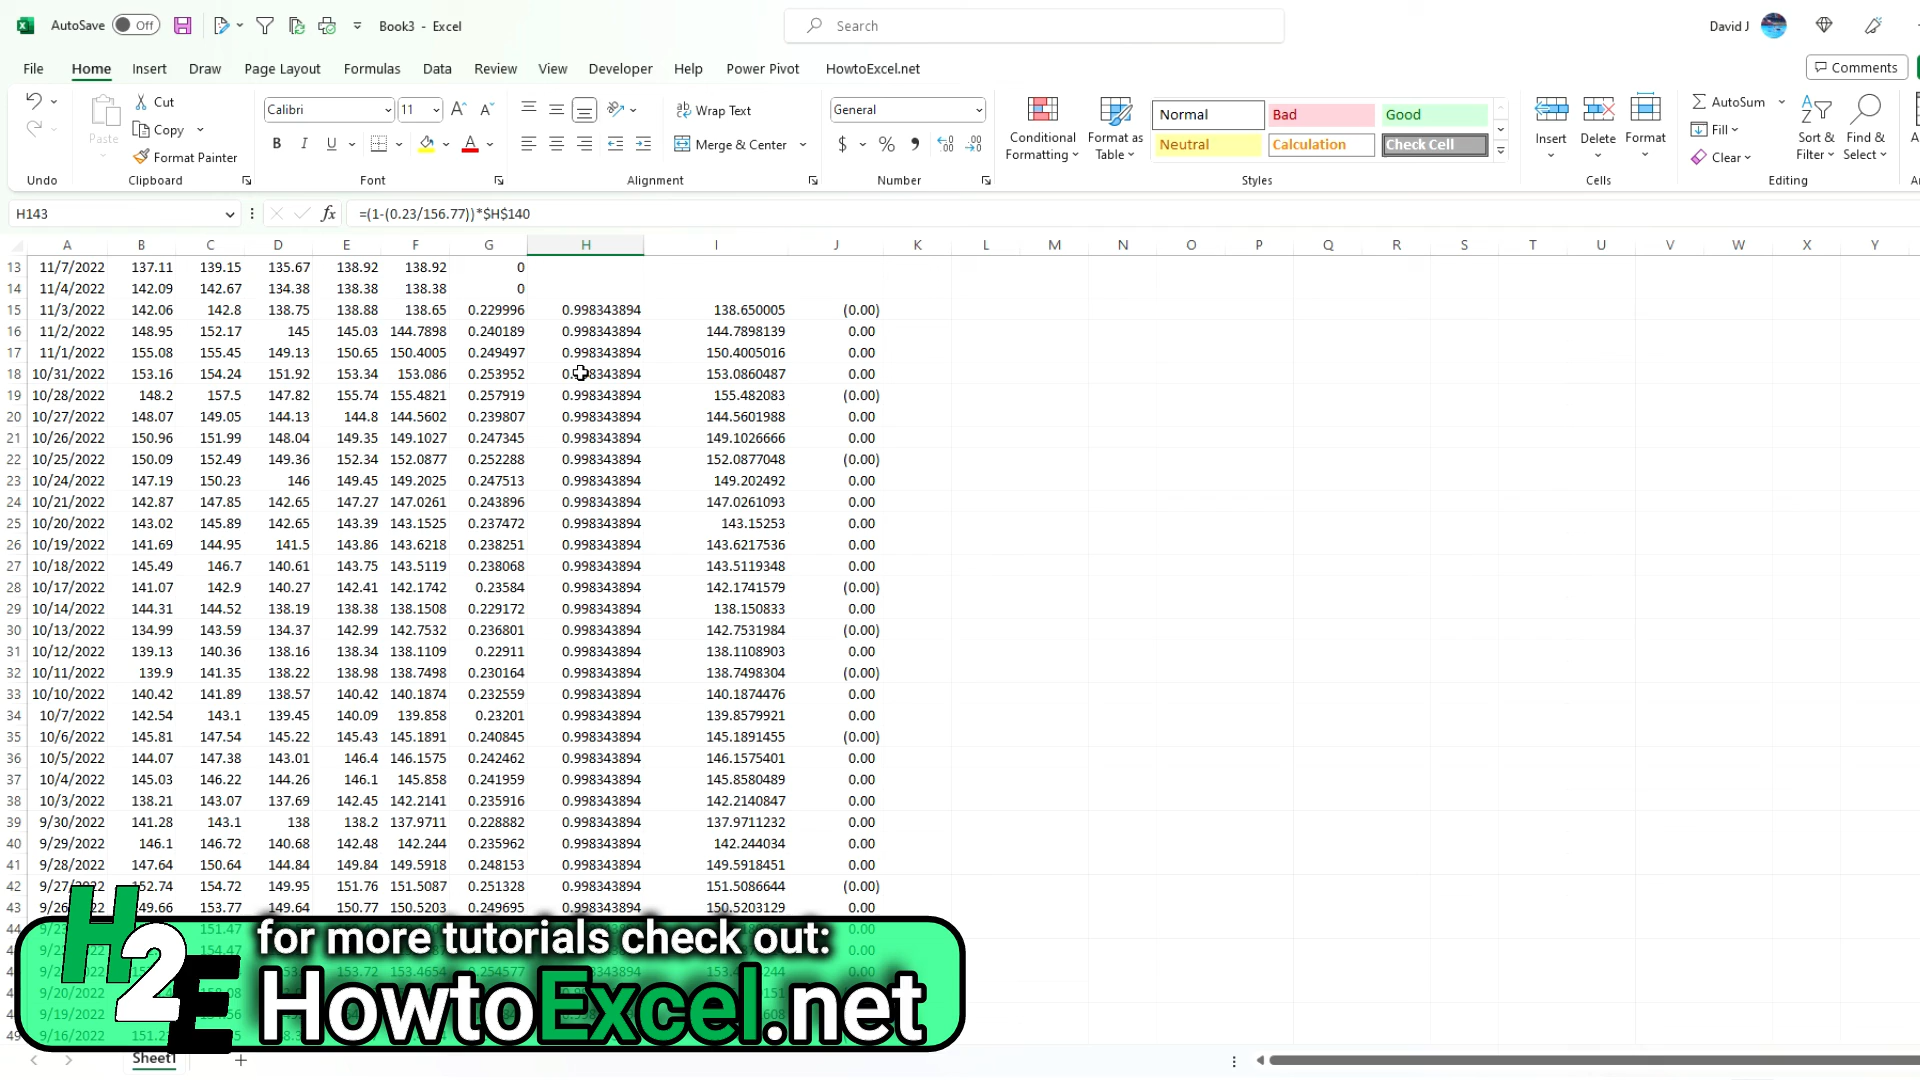 AutoSave Off Book3 - Excel Search David J
File Home Insert Draw Page Layout Formulas Data Review View Developer Help Power Pivot HowtoExcel.net Comments
Paste Cut Copy Format Painter
Calibri 11 Wrap Text Merge & Center General
Conditional Formatting Format as Table Normal Bad Good Neutral Calculation Check Cell
Insert Delete Format AutoSum Fill Clear Sort & Filter Find & Select
Undo Clipboard Font Alignment Number Styles Cells Editing
H143 fx =(1-(0.23/156.77))*$H$140
A B C D E F G H I J K L M N O P Q R S T U V W X Y
13 11/7/2022 137.11 139.15 135.67 138.92 138.92 0
14 11/4/2022 142.09 142.67 134.38 138.38 138.38 0
15 11/3/2022 142.06 142.8 138.75 138.88 138.65 0.229996 0.998343894 138.650005 (0.00)
16 11/2/2022 148.95 152.17 145 145.03 144.7898 0.240189 0.998343894 144.7898139 0.00
17 11/1/2022 155.08 155.45 149.13 150.65 150.4005 0.249497 0.998343894 150.4005016 0.00
18 10/31/2022 153.16 154.24 151.92 153.34 153.086 0.253952 153.0860487 0.00
19 10/28/2022 148.2 157.5 147.82 155.74 155.4821 0.257919 0.998343894 155.482083 (0.00)
20 10/27/2022 148.07 149.05 144.13 144.8 144.5602 0.239807 0.998343894 144.5601988 0.00
21 10/26/2022 150.96 151.99 148.04 149.35 149.1027 0.247345 0.998343894 149.1026666 0.00
22 10/25/2022 150.09 152.49 149.36 152.34 152.0877 0.252288 0.998343894 152.0877048 (0.00)
23 10/24/2022 147.19 150.23 146 149.45 149.2025 0.247513 0.998343894 149.202492 0.00
24 10/21/2022 142.87 147.85 142.65 147.27 147.0261 0.243896 0.998343894 147.0261093 0.00
25 10/20/2022 143.02 145.89 142.65 143.39 143.1525 0.237472 0.998343894 143.15253 0.00
26 10/19/2022 141.69 144.95 141.5 143.86 143.6218 0.238251 0.998343894 143.6217536 0.00
27 10/18/2022 145.49 146.7 140.61 143.75 143.5119 0.238068 0.998343894 143.5119348 0.00
28 10/17/2022 141.07 142.9 140.27 142.41 142.1742 0.23584 0.998343894 142.1741579 (0.00)
29 10/14/2022 144.31 144.52 138.19 138.38 138.1508 0.229172 0.998343894 138.150833 0.00
30 10/13/2022 134.99 143.59 134.37 142.99 142.7532 0.236801 0.998343894 142.7531984 (0.00)
31 10/12/2022 139.13 140.36 138.16 138.34 138.1109 0.22911 0.998343894 138.1108903 0.00
32 10/11/2022 139.9 141.35 138.22 138.98 138.7498 0.230164 0.998343894 138.7498304 (0.00)
33 10/10/2022 140.42 141.89 138.57 140.42 140.1874 0.232559 0.998343894 140.1874476 0.00
34 10/7/2022 142.54 143.1 139.45 140.09 139.858 0.23201 0.998343894 139.8579921 0.00
35 10/6/2022 145.81 147.54 145.22 145.43 145.1891 0.240845 0.998343894 145.1891455 (0.00)
36 10/5/2022 144.07 147.38 143.01 146.4 146.1575 0.242462 0.998343894 146.1575401 0.00
37 10/4/2022 145.03 146.22 144.26 146.1 145.858 0.241959 0.998343894 145.8580489 0.00
38 10/3/2022 138.21 143.07 137.69 142.45 142.2141 0.235916 0.998343894 142.2140847 0.00
39 9/30/2022 141.28 143.1 138 138.2 137.9711 0.228882 0.998343894 137.9711232 0.00
40 9/29/2022 146.1 146.72 140.68 142.48 142.244 0.235962 0.998343894 142.244034 0.00
41 9/28/2022 147.64 150.64 144.84 149.84 149.5918 0.248153 0.998343894 149.5918451 0.00
42 9/27/2022 152.74 154.72 149.95 151.76 151.5087 0.251328 0.998343894 151.5086644 (0.00)
43 153.77 149.64 150.77 150.5203 0.249695 0.998343894 150.5203129 0.00
H2E
for more tutorials check out:
HowtoExcel.net
Sheet1